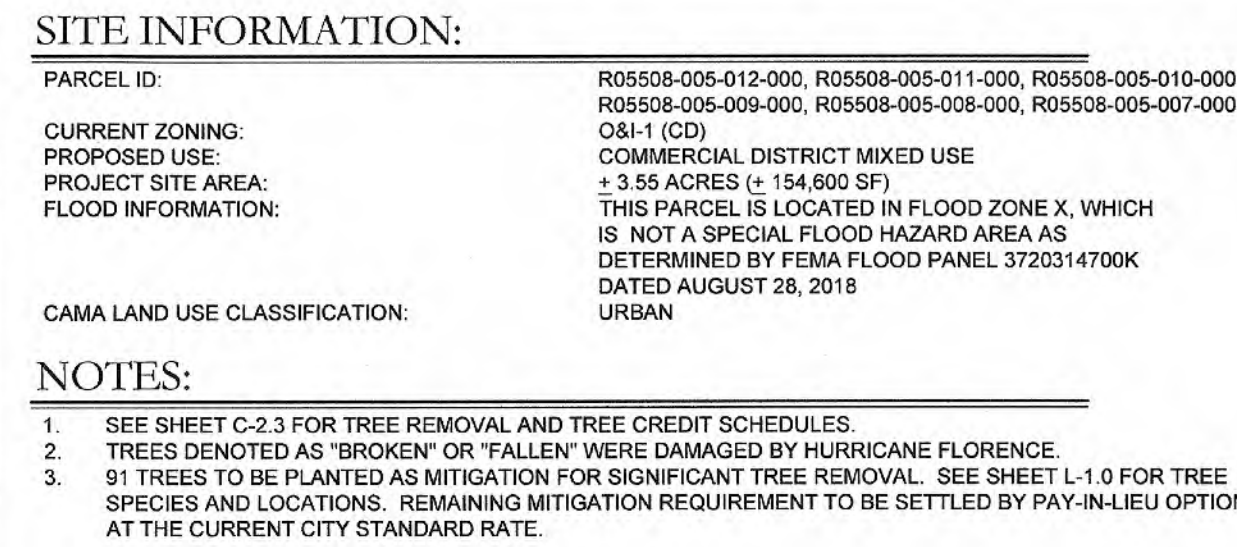 SITE INFORMATION:
PARCEL ID: R05508-005-012-000, R05508-005-011-000, R05508-005-010-000
R05508-005-009-000, R05508-005-008-000, R05508-005-007-000
CURRENT ZONING: O&I-1 (CD)
PROPOSED USE: COMMERCIAL DISTRICT MIXED USE
PROJECT SITE AREA: ± 3.55 ACRES (± 154,600 SF)
FLOOD INFORMATION: THIS PARCEL IS LOCATED IN FLOOD ZONE X, WHICH
IS NOT A SPECIAL FLOOD HAZARD AREA AS
DETERMINED BY FEMA FLOOD PANEL 3720314700K
DATED AUGUST 28, 2018
CAMA LAND USE CLASSIFICATION: URBAN
NOTES:
1. SEE SHEET C-2.3 FOR TREE REMOVAL AND TREE CREDIT SCHEDULES.
2. TREES DENOTED AS "BROKEN" OR "FALLEN" WERE DAMAGED BY HURRICANE FLORENCE.
3. 91 TREES TO BE PLANTED AS MITIGATION FOR SIGNIFICANT TREE REMOVAL. SEE SHEET L-1.0 FOR TREE
SPECIES AND LOCATIONS. REMAINING MITIGATION REQUIREMENT TO BE SETTLED BY PAY-IN-LIEU OPTION
AT THE CURRENT CITY STANDARD RATE.